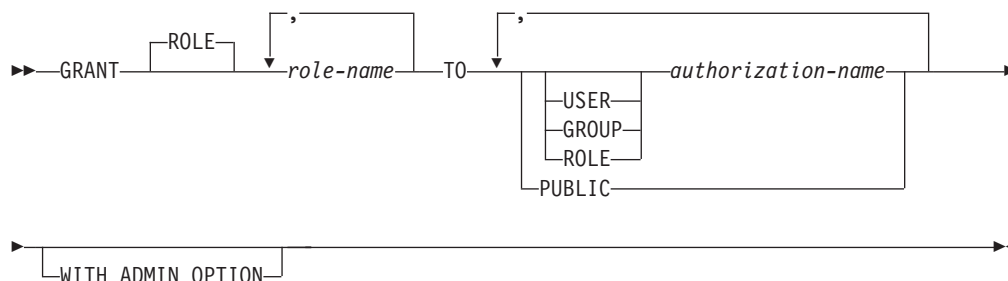 ROLE
, ,
GRANT role-name TO authorization-name
USER
GROUP
ROLE
PUBLIC
WITH ADMIN OPTION